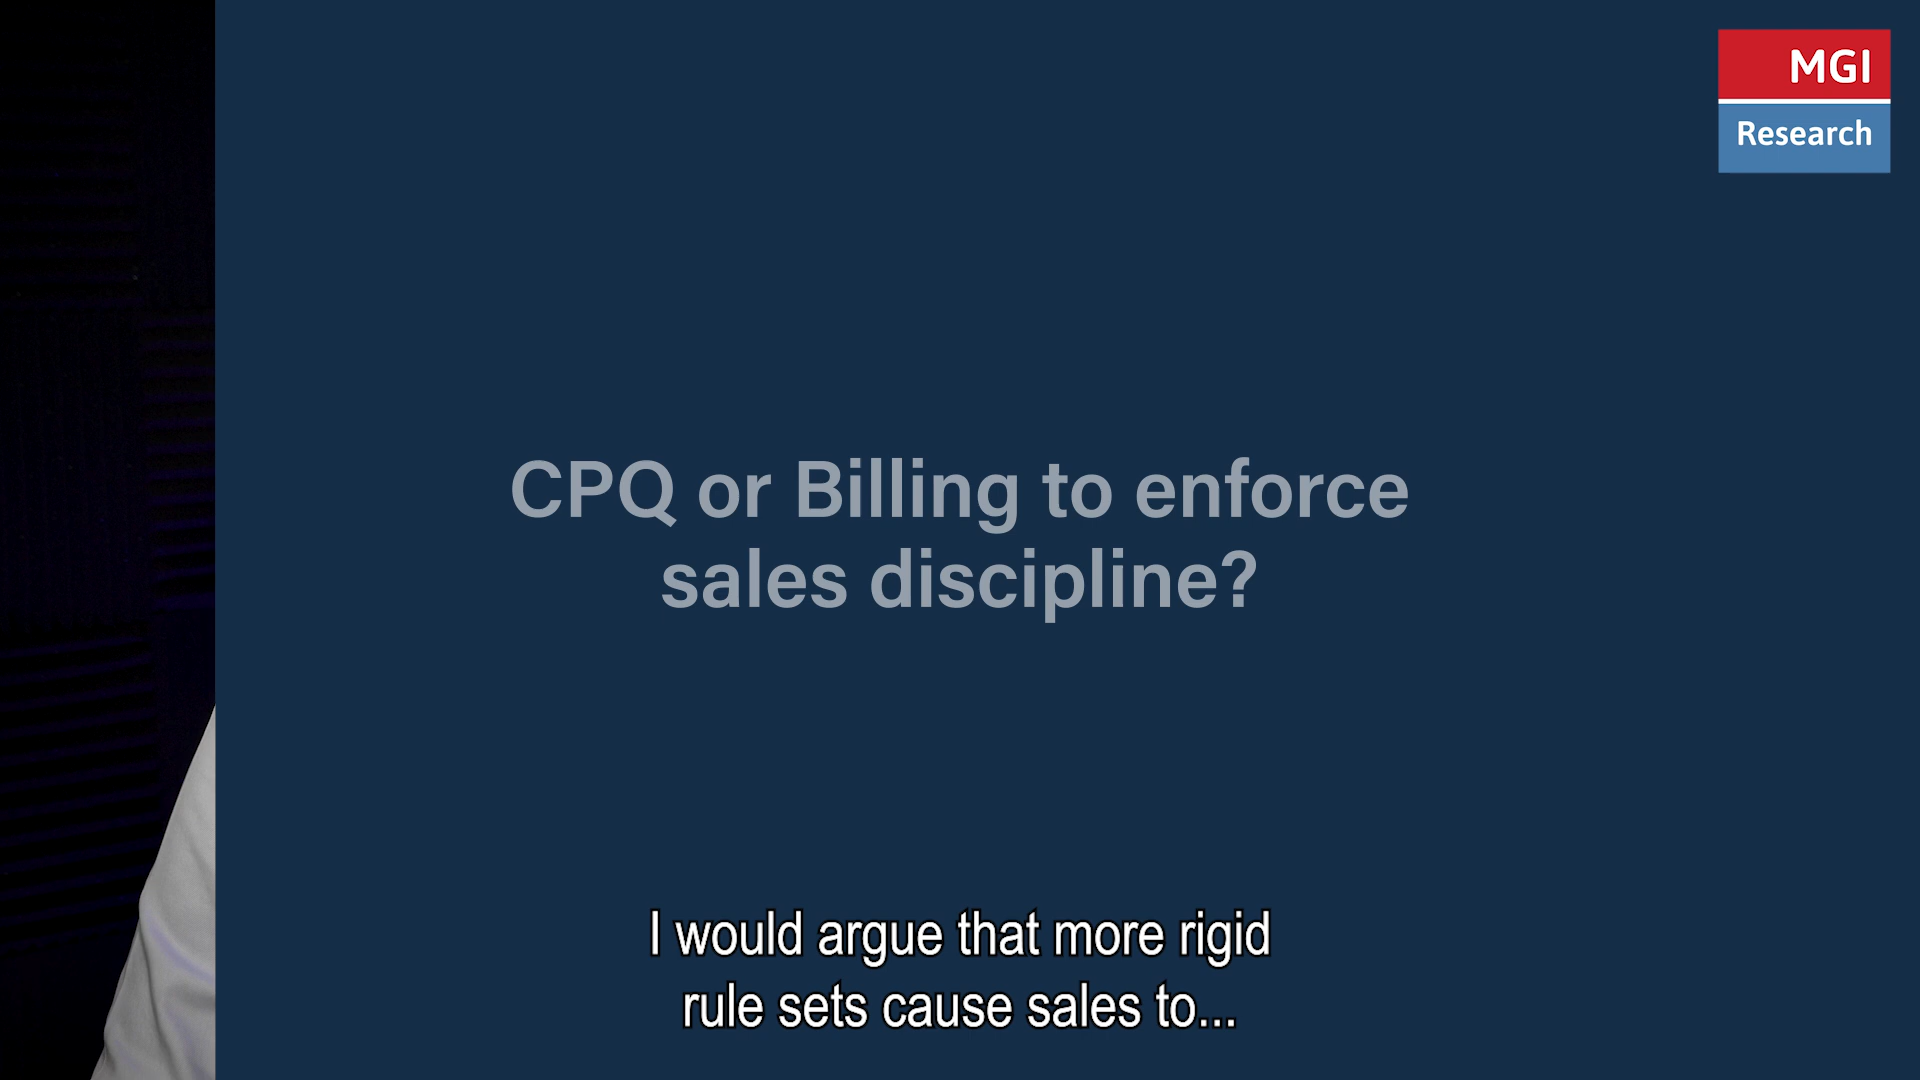 MGI
Research
CPQ or Billing to enforce
sales discipline?
I would argue that more rigid
rule sets cause sales to...